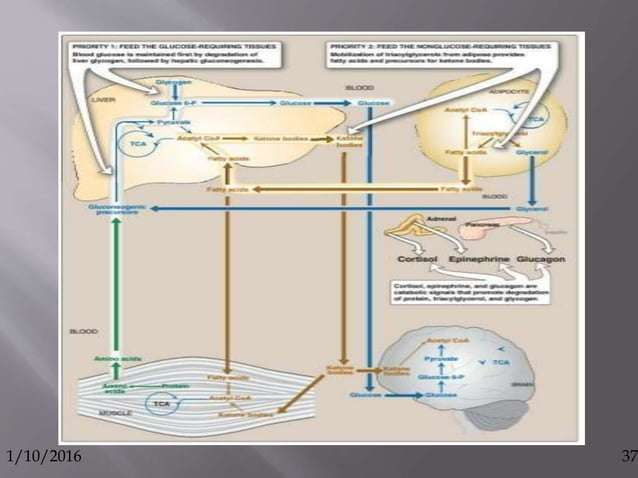 PRIORITY 1: FEED THE GLUCOSE-REQUIRING TISSUES
Blood glucose is maintained first by degradation of
liver glycogen, followed by hepatic gluconeogenesis.
PRIORITY 2: FEED THE NONGLUCOSE-REQUIRING TISSUES
Mobilization of triacylglycerols from adipose provides
fatty acids and precursors for ketone bodies.
BLOOD
LIVER
Glycogen
Glucose 6-P
Glucose
Glucose
Pyruvate
Acetyl CoA
Ketone bodies
Ketone
bodies
TCA
Fatty acids
ADIPOCYTE
Acetyl CoA
TCA
Triacylglycerol
Fatty acids
Glycerol
Fatty acids
Fatty acids
BLOOD
Gluconeogenic
precursors
Glycerol
Adrenal
Pancreas
Insulin
Cortisol
Epinephrine
Glucagon
Cortisol, epinephrine, and glucagon are
catabolic signals that promote degradation
of protein, triacylglycerol, and glycogen
BLOOD
Amino acids
Fatty acids
Ketone
bodies
Ketone
bodies
Acetyl CoA
Pyruvate
TCA
Glucose 6-P
BRAIN
Glucose
Glucose
Amino
acids
Protein
Fatty acids
TCA
Acetyl CoA
Ketone bodies
MUSCLE
1/10/2016
37